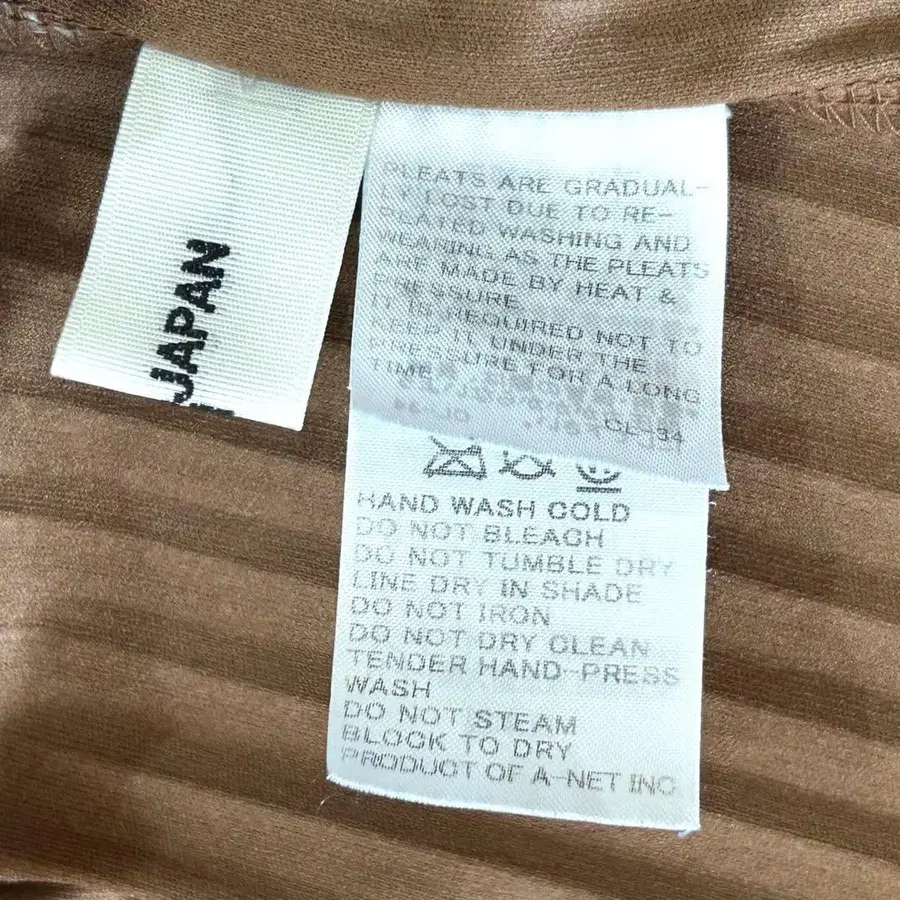 JAPAN
PLEATS ARE GRADUAL-
LY LOST DUE TO RE-
PLATED WASHING AND
WEARING AS THE PLEATS
ARE MADE BY HEAT &
PRESSURE
IT IS REQUIRED NOT TO
KEEP IT UNDER THE
PRESSURE FOR A LONG
TIME
CL-34
HAND WASH COLD
DO NOT BLEACH
DO NOT TUMBLE DRY
LINE DRY IN SHADE
DO NOT IRON
DO NOT DRY CLEAN
TENDER HAND-PRESS
WASH
DO NOT STEAM
BLOCK TO DRY
PRODUCT OF A-NET INC